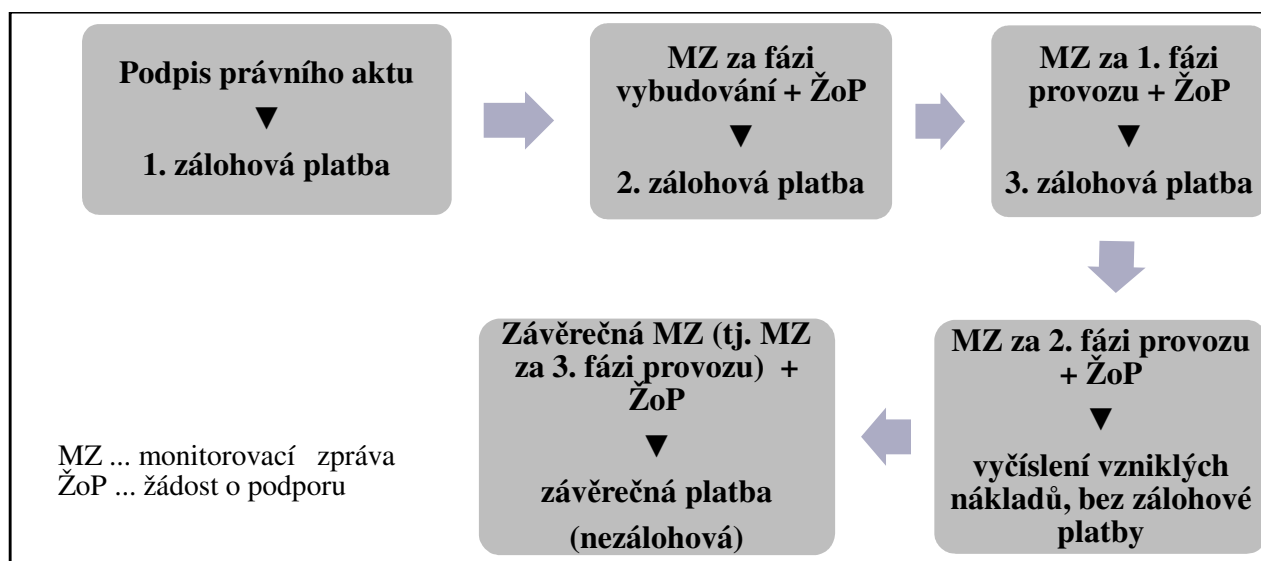 Podpis právního aktu
▼
1. zálohová platba
MZ za fázi
vybudování + ŽoP
▼
2. zálohová platba
MZ za 1. fázi
provozu + ŽoP
▼
3. zálohová platba
MZ za 2. fázi provozu
+ ŽoP
▼
vyčíslení vzniklých
nákladů, bez zálohové
platby
Závěrečná MZ (tj. MZ
za 3. fázi provozu) +
ŽoP
▼
závěrečná platba
(nezálohová)
MZ ... monitorovací zpráva
ŽoP ... žádost o podporu